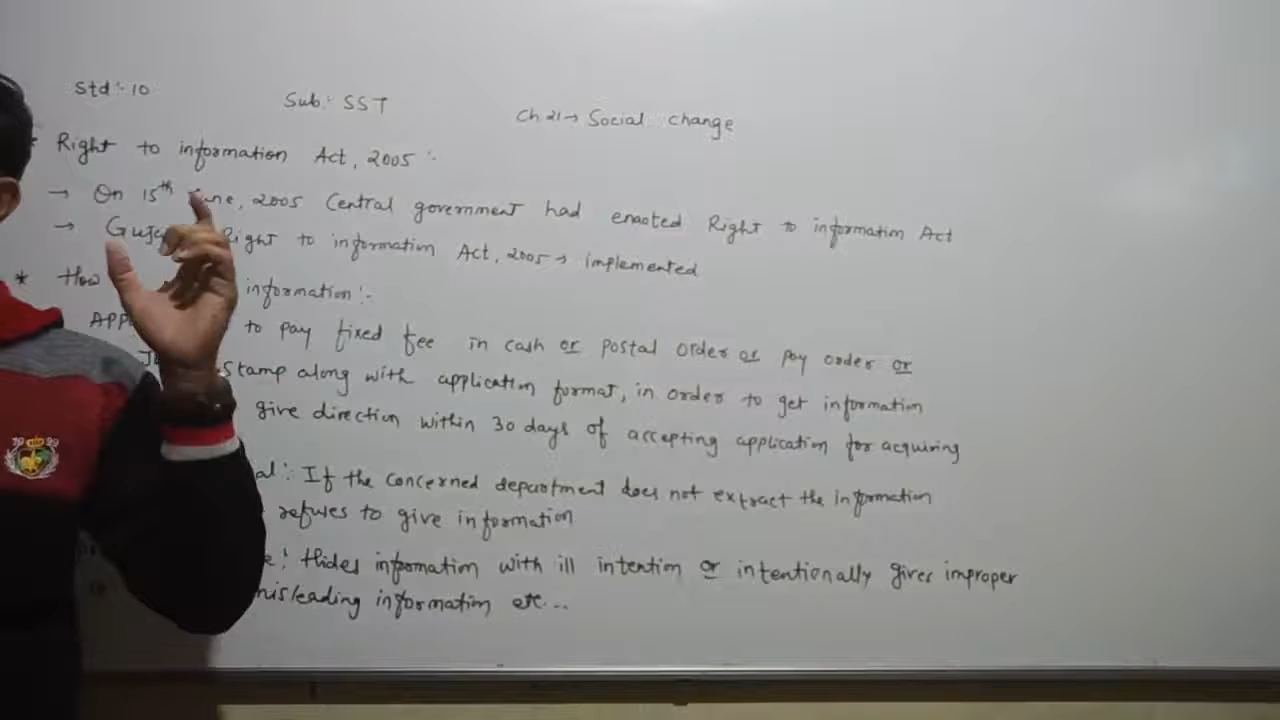 Std:- 10
Sub:- SST
Ch 21 → Social change
* Right to information Act, 2005 :-
→ On 15th June, 2005 Central government had enacted Right to information Act
→ Right to information Act, 2005 → implemented
* How information :-
to pay fixed fee in cash or postal order or pay order or
stamp along with application format, in order to get information
give direction within 30 days of accepting application for acquiring
If the concerned department does not extract the information
refuses to give information
Hides information with ill intention or intentionally gives improper
misleading information etc...